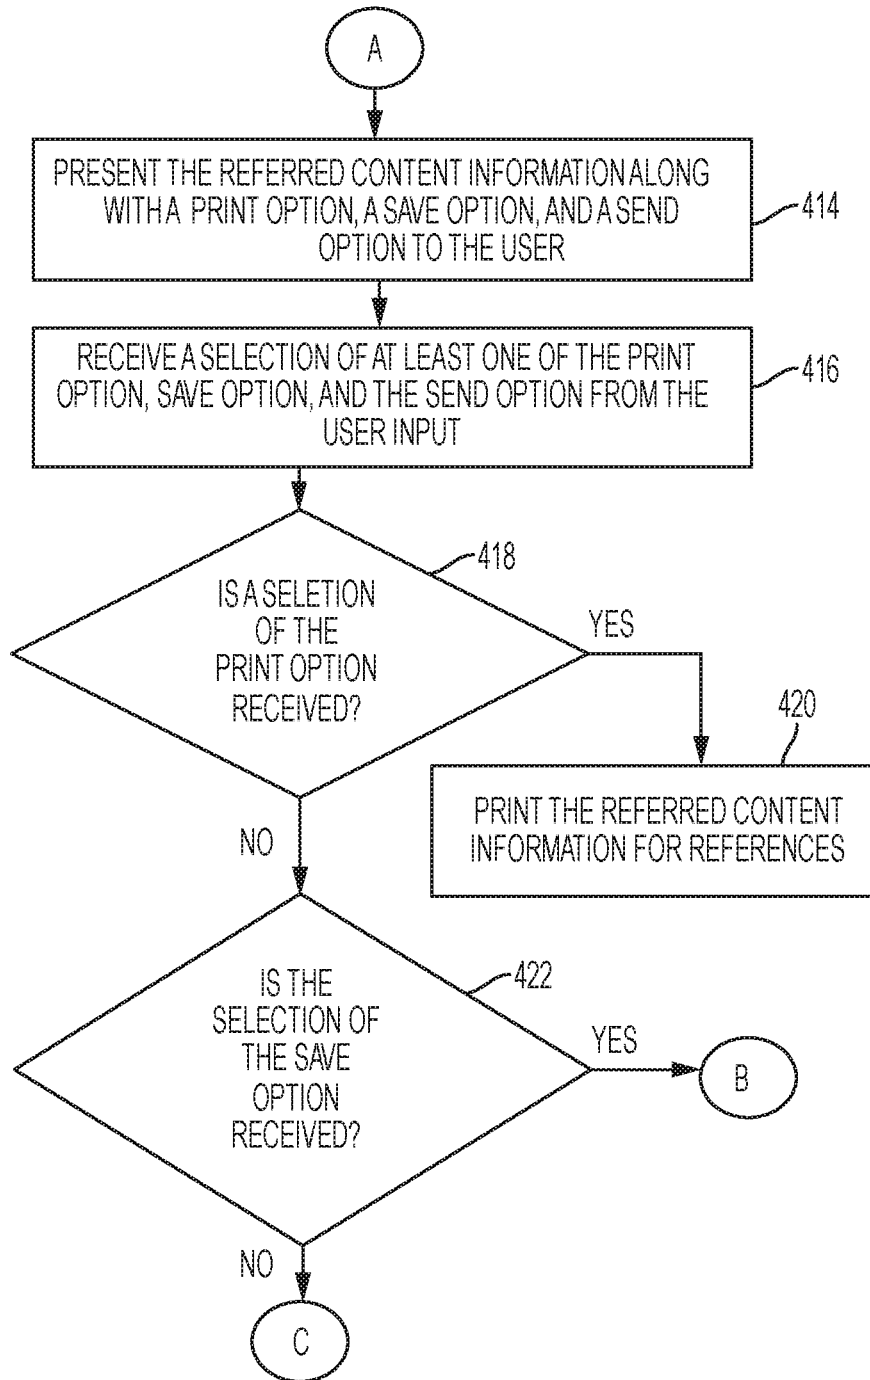 A
PRESENT THE REFERRED CONTENT INFORMATION ALONG
WITH A PRINT OPTION, A SAVE OPTION, AND A SEND
OPTION TO THE USER
414
RECEIVE A SELECTION OF AT LEAST ONE OF THE PRINT
OPTION, SAVE OPTION, AND THE SEND OPTION FROM THE
USER INPUT
416
418
IS A SELETION
OF THE
PRINT OPTION
RECEIVED?
YES
420
PRINT THE REFERRED CONTENT
INFORMATION FOR REFERENCES
NO
422
IS THE
SELECTION OF
THE SAVE
OPTION
RECEIVED?
YES
B
NO
C